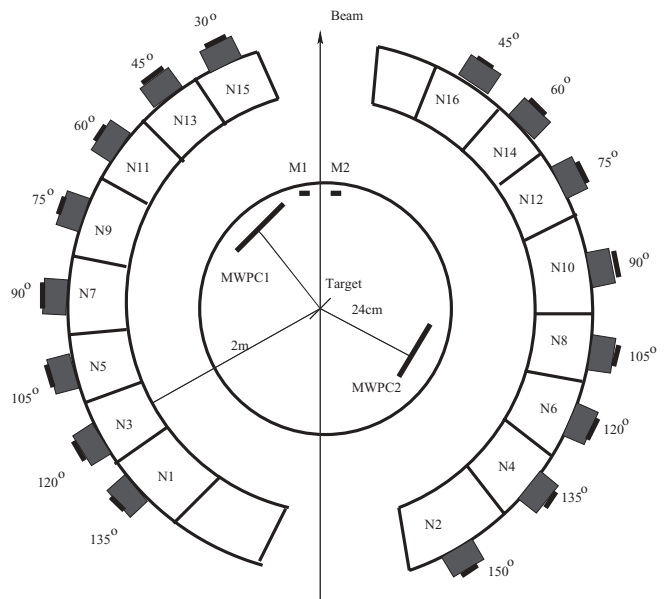 Beam
30°
45°
60°
75°
90°
105°
120°
135°
N15
N13
N11
N9
N7
N5
N3
N1
M1 M2
MWPC1
Target
24cm
2m
MWPC2
N16
N14
N12
N10
N8
N6
N4
N2
45°
60°
75°
90°
105°
120°
135°
150°